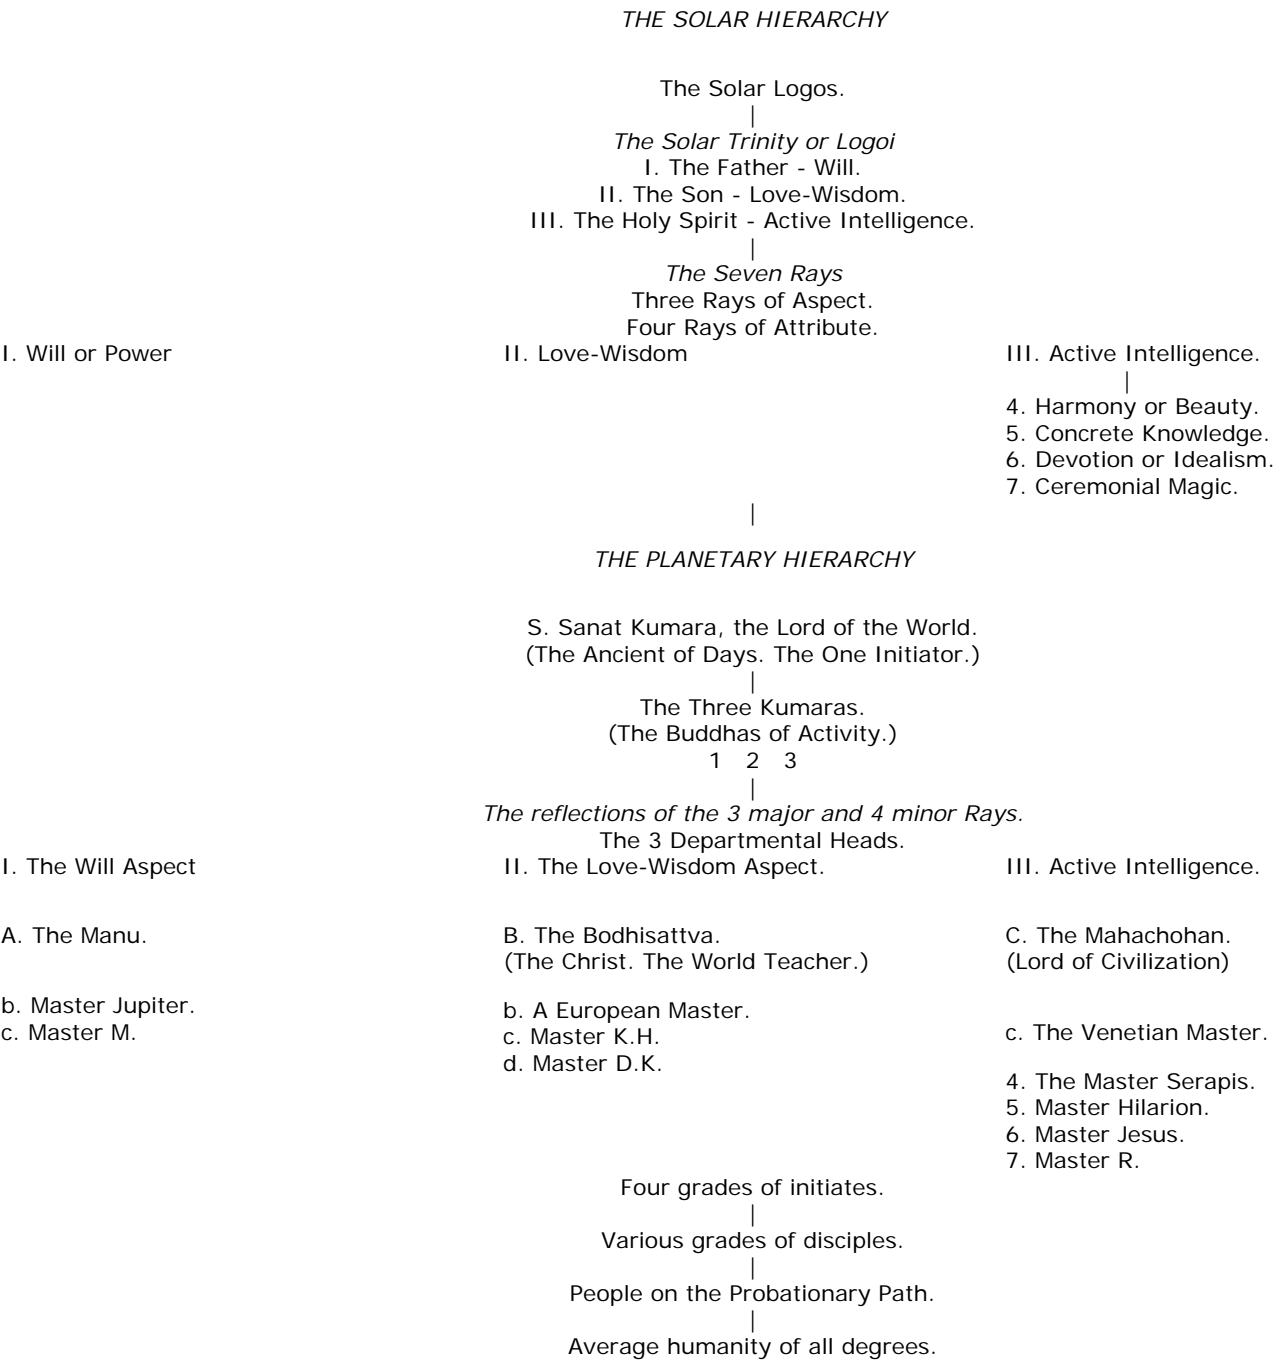 THE SOLAR HIERARCHY
The Solar Logos.
|
The Solar Trinity or Logoi
I. The Father - Will.
II. The Son - Love-Wisdom.
III. The Holy Spirit - Active Intelligence.
|
The Seven Rays
Three Rays of Aspect.
Four Rays of Attribute.
I. Will or Power
II. Love-Wisdom
III. Active Intelligence.
|
4. Harmony or Beauty.
5. Concrete Knowledge.
6. Devotion or Idealism.
7. Ceremonial Magic.
|
THE PLANETARY HIERARCHY
S. Sanat Kumara, the Lord of the World.
(The Ancient of Days. The One Initiator.)
|
The Three Kumaras.
(The Buddhas of Activity.)
1 2 3
|
The reflections of the 3 major and 4 minor Rays.
The 3 Departmental Heads.
I. The Will Aspect
II. The Love-Wisdom Aspect.
III. Active Intelligence.
A. The Manu.
B. The Bodhisattva.
(The Christ. The World Teacher.)
C. The Mahachohan.
(Lord of Civilization)
b. Master Jupiter.
c. Master M.
b. A European Master.
c. Master K.H.
d. Master D.K.
c. The Venetian Master.
4. The Master Serapis.
5. Master Hilarion.
6. Master Jesus.
7. Master R.
Four grades of initiates.
|
Various grades of disciples.
|
People on the Probationary Path.
|
Average humanity of all degrees.